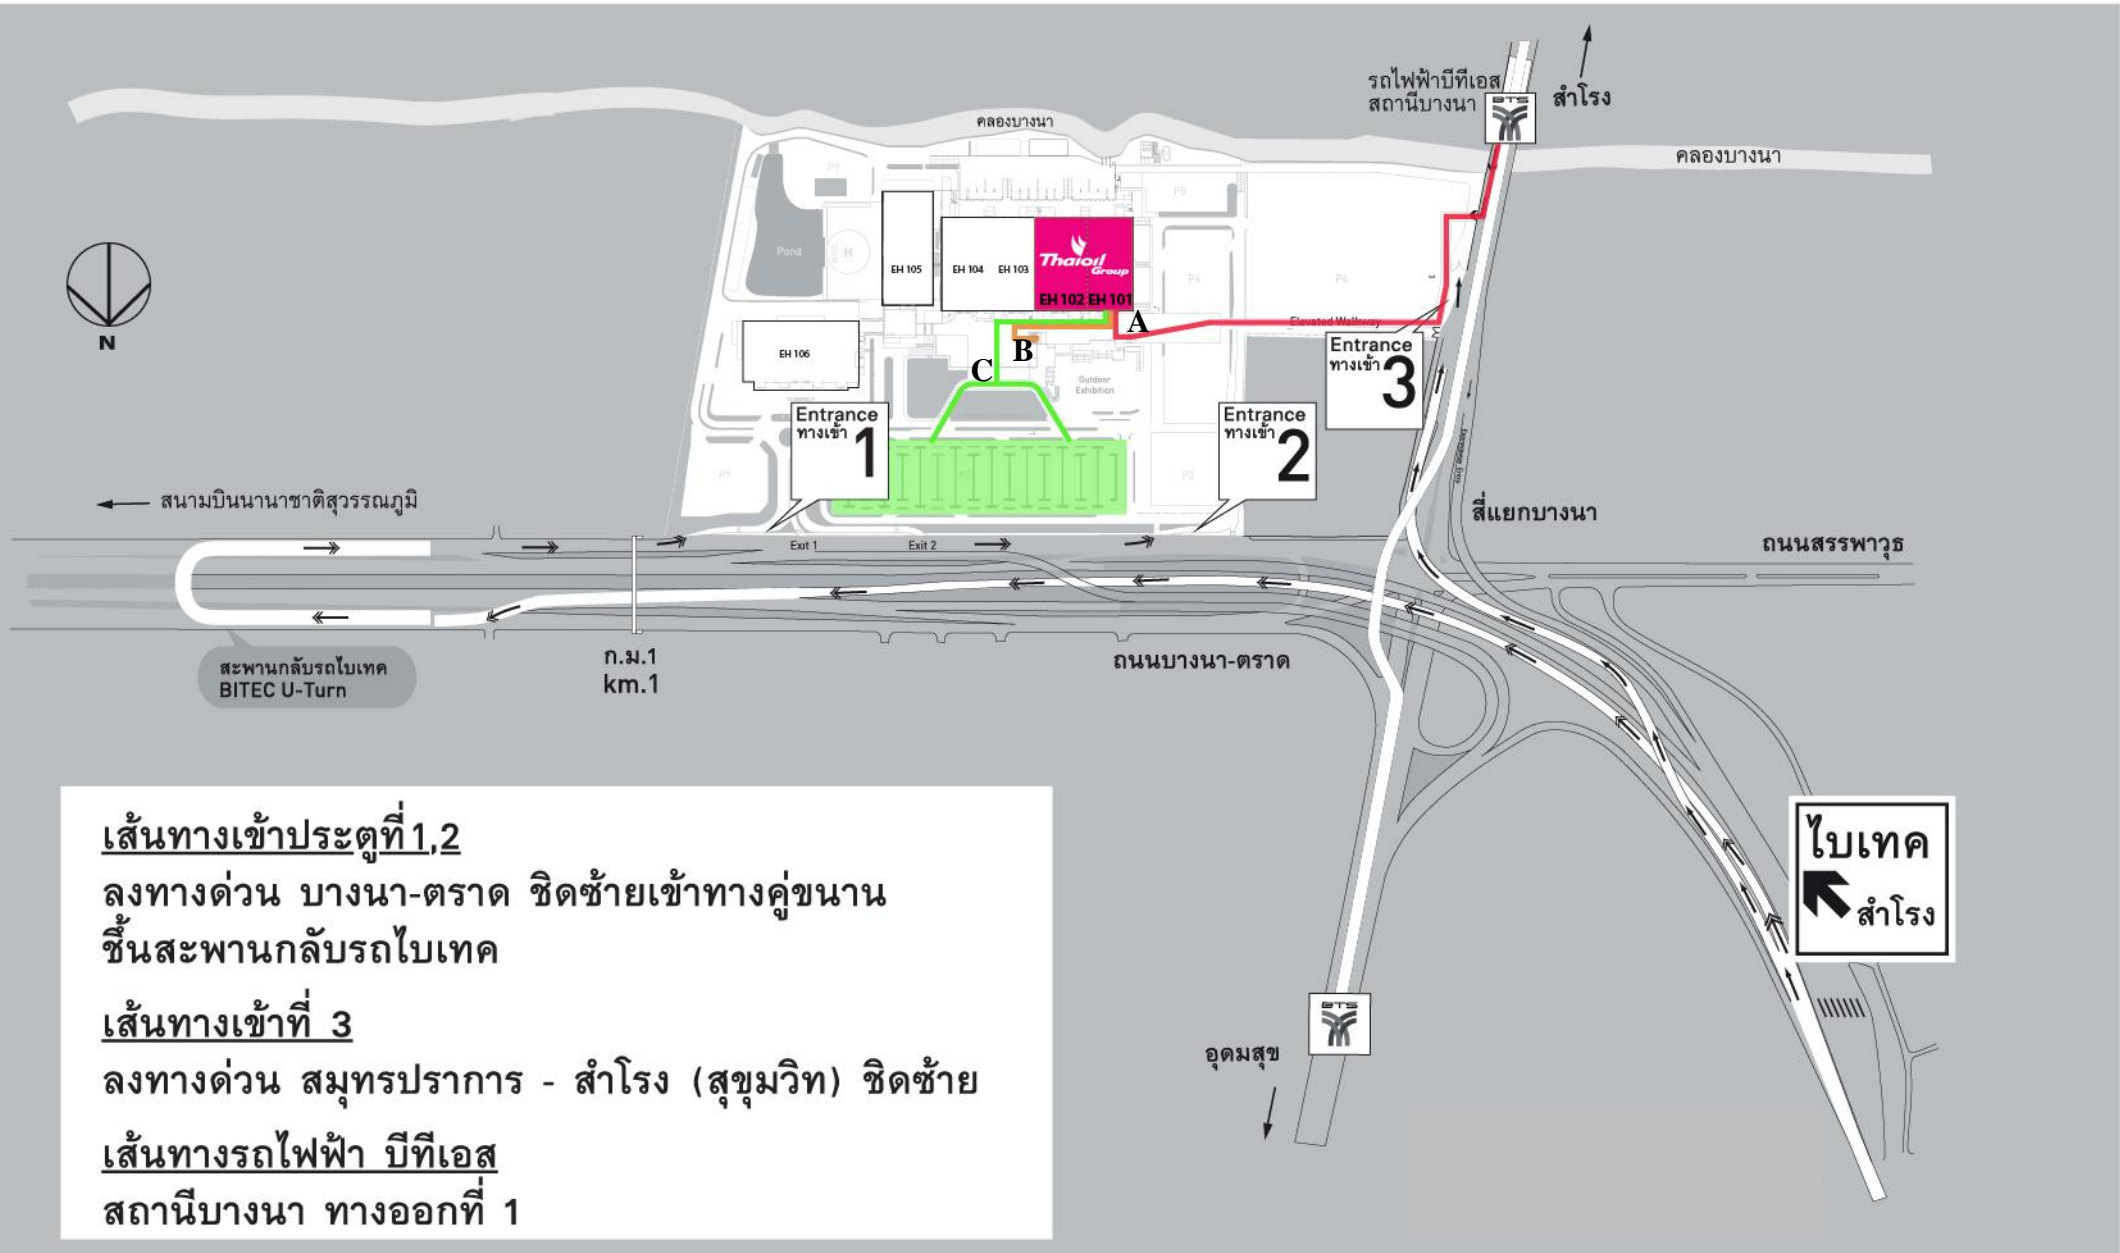 รถไฟฟ้าบีทีเอส
สถานีบางนา
BTS
สำโรง
คลองบางนา
คลองบางนา
P7
P5
Pond
H
EH 105
EH 104
EH 103
Thaioil
Group
EH 102
EH 101
P4
P6
N
EH 106
A
B
C
Elevated Walkway
Outdoor
Exhibition
Entrance
ทางเข้า
3
Entrance
ทางเข้า
1
Entrance
ทางเข้า
2
P1
P3
สนามบินนานาชาติสุวรรณภูมิ
สี่แยกบางนา
Exit 1
Exit 2
ถนนสรรพาวุธ
สะพานกลับรถไบเทค
BITEC U-Turn
ก.ม.1
km.1
ถนนบางนา-ตราด
เส้นทางเข้าประตูที่1,2
ลงทางด่วน บางนา-ตราด ชิดซ้ายเข้าทางคู่ขนาน
ขึ้นสะพานกลับรถไบเทค
เส้นทางเข้าที่ 3
ลงทางด่วน สมุทรปราการ - สำโรง (สุขุมวิท) ชิดซ้าย
เส้นทางรถไฟฟ้า บีทีเอส
สถานีบางนา ทางออกที่ 1
ไบเทค
สำโรง
BTS
อุดมสุข